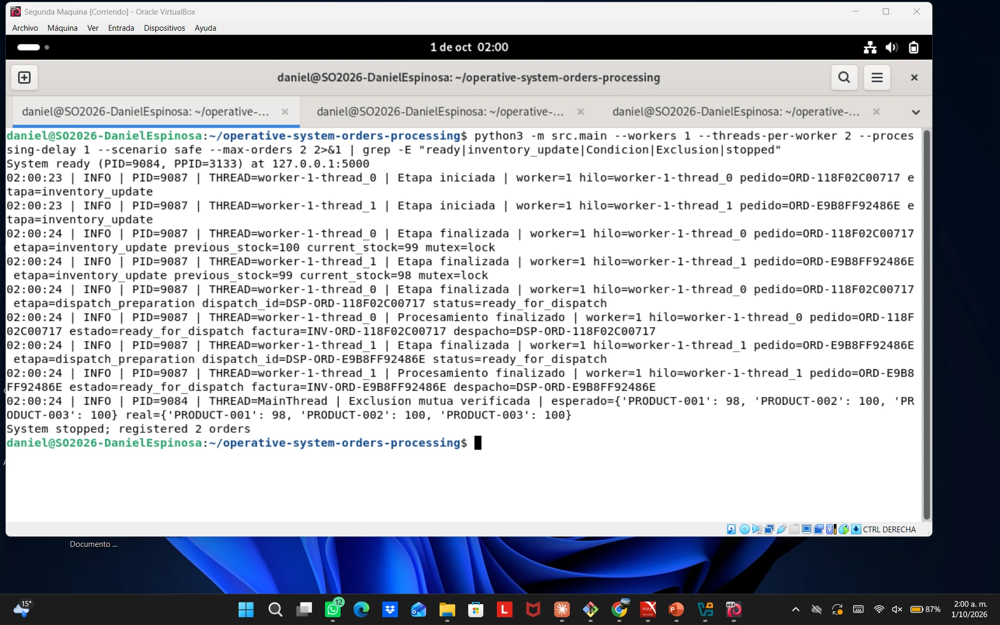 Segunda Maquina [Corriendo] - Oracle VirtualBox
Archivo Máquina Ver Entrada Dispositivos Ayuda
1 de oct 02:00
daniel@SO2026-DanielEspinosa: ~/operative-system-orders-processing
daniel@SO2026-DanielEspinosa: ~/operative-... daniel@SO2026-DanielEspinosa: ~/operative-... daniel@SO2026-DanielEspinosa: ~/operative-...
daniel@SO2026-DanielEspinosa:~/operative-system-orders-processing$ python3 -m src.main --workers 1 --threads-per-worker 2 --proces
sing-delay 1 --scenario safe --max-orders 2 2>&1 | grep -E "ready|inventory_update|Condicion|Exclusion|stopped"
System ready (PID=9084, PPID=3133) at 127.0.0.1:5000
02:00:23 | INFO | PID=9087 | THREAD=worker-1-thread_0 | Etapa iniciada | worker=1 hilo=worker-1-thread_0 pedido=ORD-118F02C00717 e
tapa=inventory_update
02:00:23 | INFO | PID=9087 | THREAD=worker-1-thread_1 | Etapa iniciada | worker=1 hilo=worker-1-thread_1 pedido=ORD-E9B8FF92486E e
tapa=inventory_update
02:00:24 | INFO | PID=9087 | THREAD=worker-1-thread_0 | Etapa finalizada | worker=1 hilo=worker-1-thread_0 pedido=ORD-118F02C00717
etapa=inventory_update previous_stock=100 current_stock=99 mutex=lock
02:00:24 | INFO | PID=9087 | THREAD=worker-1-thread_1 | Etapa finalizada | worker=1 hilo=worker-1-thread_1 pedido=ORD-E9B8FF92486E
etapa=inventory_update previous_stock=99 current_stock=98 mutex=lock
02:00:24 | INFO | PID=9087 | THREAD=worker-1-thread_0 | Etapa finalizada | worker=1 hilo=worker-1-thread_0 pedido=ORD-118F02C00717
etapa=dispatch_preparation dispatch_id=DSP-ORD-118F02C00717 status=ready_for_dispatch
02:00:24 | INFO | PID=9087 | THREAD=worker-1-thread_0 | Procesamiento finalizado | worker=1 hilo=worker-1-thread_0 pedido=ORD-118F
02C00717 estado=ready_for_dispatch factura=INV-ORD-118F02C00717 despacho=DSP-ORD-118F02C00717
02:00:24 | INFO | PID=9087 | THREAD=worker-1-thread_1 | Etapa finalizada | worker=1 hilo=worker-1-thread_1 pedido=ORD-E9B8FF92486E
etapa=dispatch_preparation dispatch_id=DSP-ORD-E9B8FF92486E status=ready_for_dispatch
02:00:24 | INFO | PID=9087 | THREAD=worker-1-thread_1 | Procesamiento finalizado | worker=1 hilo=worker-1-thread_1 pedido=ORD-E9B8
FF92486E estado=ready_for_dispatch factura=INV-ORD-E9B8FF92486E despacho=DSP-ORD-E9B8FF92486E
02:00:24 | INFO | PID=9084 | THREAD=MainThread | Exclusion mutua verificada | esperado={'PRODUCT-001': 98, 'PRODUCT-002': 100, 'PR
ODUCT-003': 100} real={'PRODUCT-001': 98, 'PRODUCT-002': 100, 'PRODUCT-003': 100}
System stopped; registered 2 orders
daniel@SO2026-DanielEspinosa:~/operative-system-orders-processing$
CTRL DERECHA
Documento ...
15°
12
L
PDF
P
x64
87%
2:00 a. m.
1/10/2026